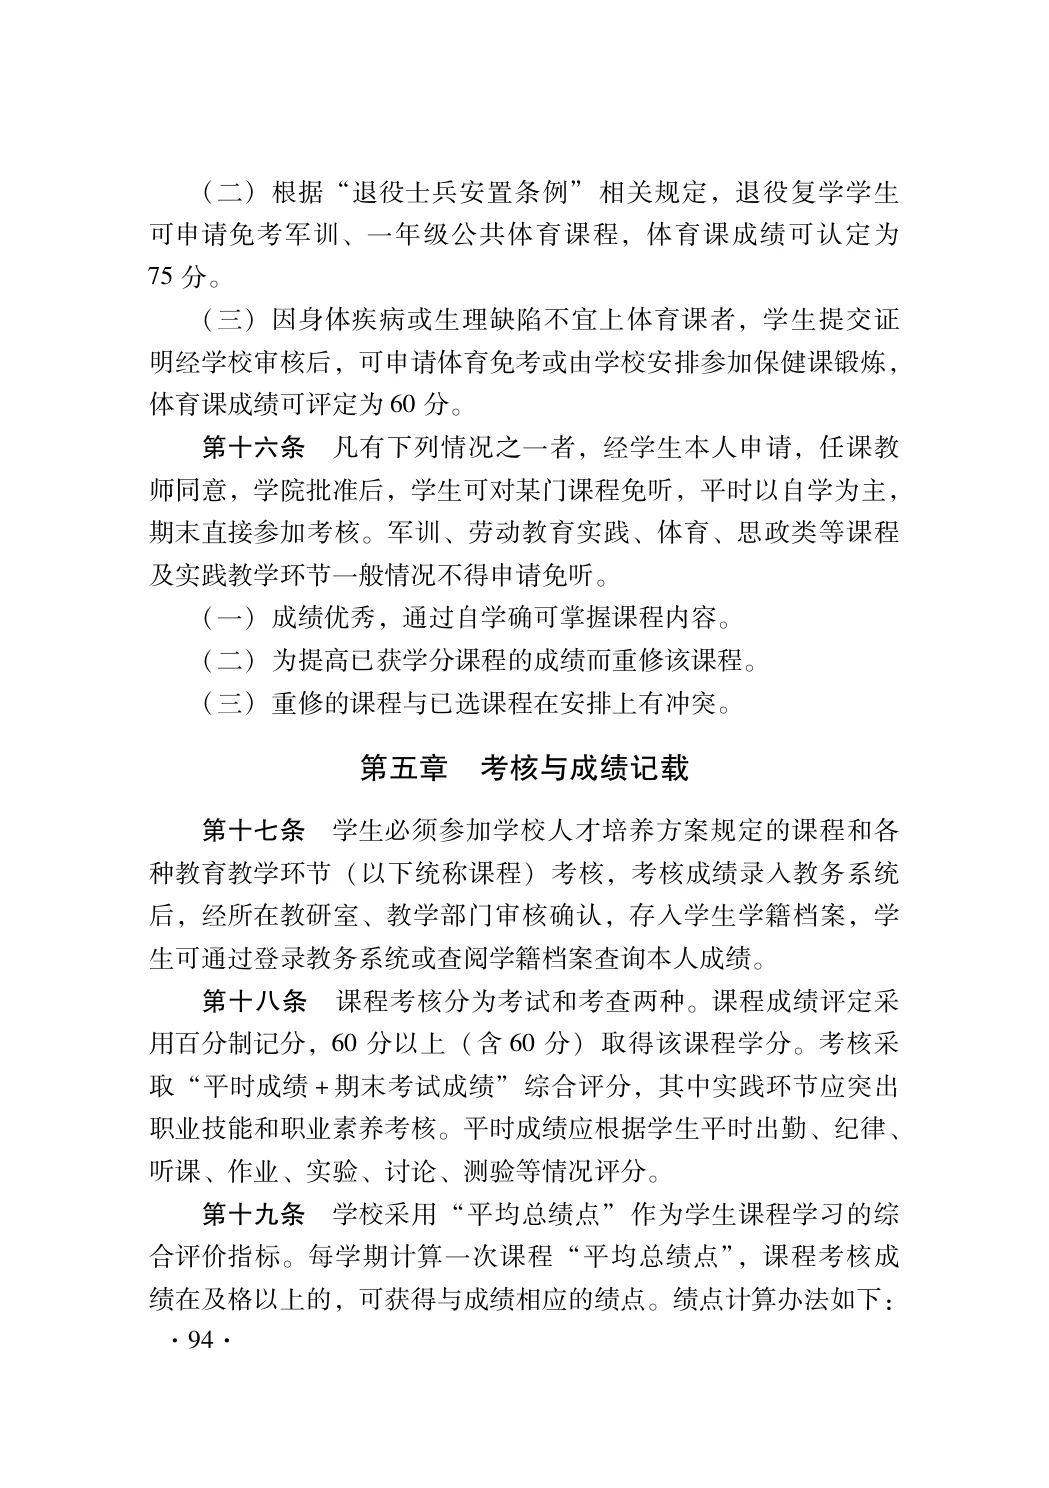 （二）根据“退役士兵安置条例”相关规定，退役复学学生
可申请免考军训、一年级公共体育课程，体育课成绩可认定为
75 分。
（三）因身体疾病或生理缺陷不宜上体育课者，学生提交证
明经学校审核后，可申请体育免考或由学校安排参加保健课锻炼，
体育课成绩可评定为 60 分。
第十六条　凡有下列情况之一者，经学生本人申请，任课教
师同意，学院批准后，学生可对某门课程免听，平时以自学为主，
期末直接参加考核。军训、劳动教育实践、体育、思政类等课程
及实践教学环节一般情况不得申请免听。
（一）成绩优秀，通过自学确可掌握课程内容。
（二）为提高已获学分课程的成绩而重修该课程。
（三）重修的课程与已选课程在安排上有冲突。
第五章　考核与成绩记载
第十七条　学生必须参加学校人才培养方案规定的课程和各
种教育教学环节（以下统称课程）考核，考核成绩录入教务系统
后，经所在教研室、教学部门审核确认，存入学生学籍档案，学
生可通过登录教务系统或查阅学籍档案查询本人成绩。
第十八条　课程考核分为考试和考查两种。课程成绩评定采
用百分制记分，60 分以上（含 60 分）取得该课程学分。考核采
取“平时成绩＋期末考试成绩”综合评分，其中实践环节应突出
职业技能和职业素养考核。平时成绩应根据学生平时出勤、纪律、
听课、作业、实验、讨论、测验等情况评分。
第十九条　学校采用“平均总绩点”作为学生课程学习的综
合评价指标。每学期计算一次课程“平均总绩点”，课程考核成
绩在及格以上的，可获得与成绩相应的绩点。绩点计算办法如下：
· 94 ·